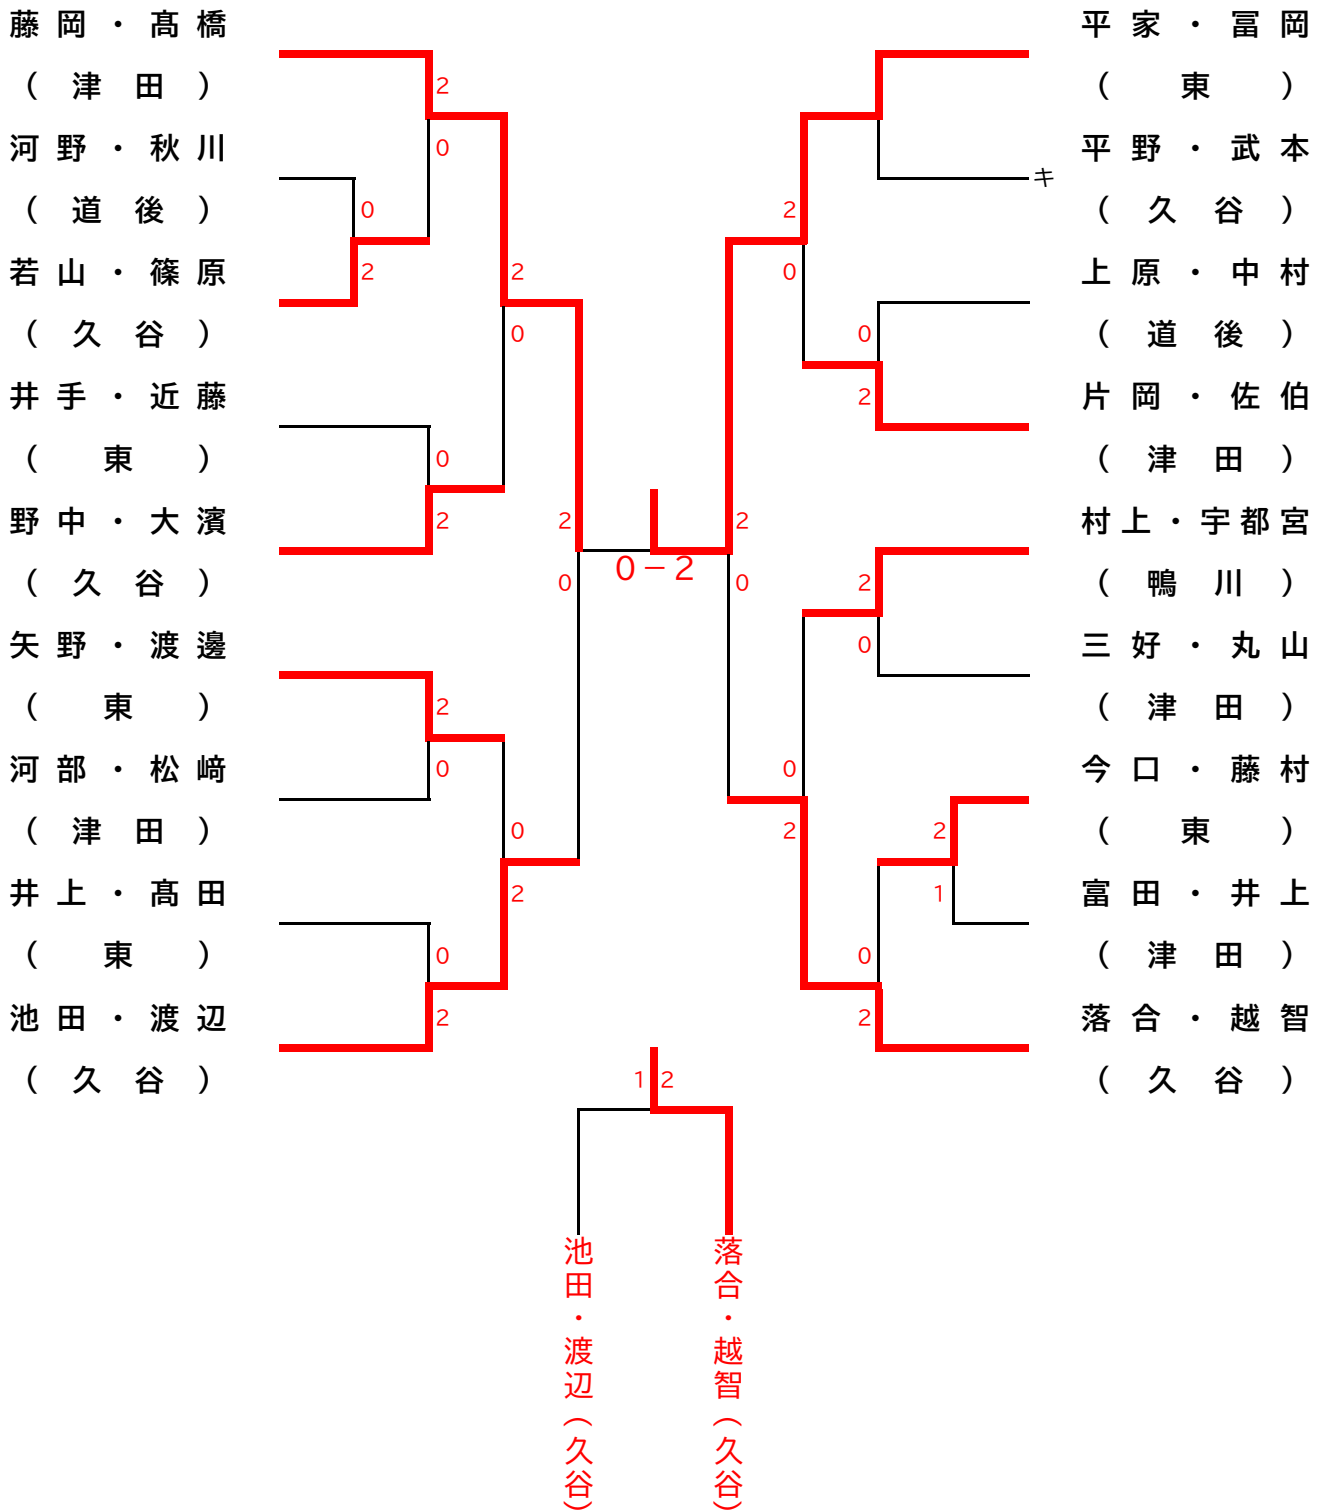 藤岡・髙橋
（津田）
河野・秋川
（道後）
若山・篠原
（久谷）
井手・近藤
（東）
野中・大濱
（久谷）
矢野・渡邊
（東）
河部・松﨑
（津田）
井上・髙田
（東）
池田・渡辺
（久谷）
2
0
0
2
2
0
0
2
2
0
2
0
0
2
0
2
0－2
2
0
2
0
0
2
2
0
0
2
2
1
0
2
キ
平家・冨岡
（東）
平野・武本
（久谷）
上原・中村
（道後）
片岡・佐伯
（津田）
村上・宇都宮
（鴨川）
三好・丸山
（津田）
今口・藤村
（東）
富田・井上
（津田）
落合・越智
（久谷）
1 2
池田・渡辺（久谷）
落合・越智（久谷）